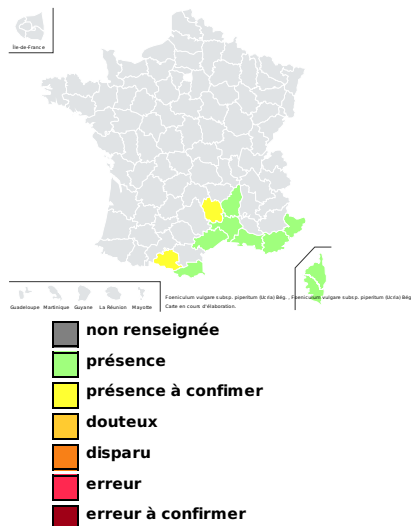 Île-de-France
Guadeloupe Martinique Guyane La Réunion Mayotte
Foeniculum vulgare subsp. piperitum (Ucria) Bég. , Foeniculum vulgare subsp. piperitum (Ucria) Bég
Carte en cours d'élaboration.
non renseignée
présence
présence à confimer
douteux
disparu
erreur
erreur à confirmer